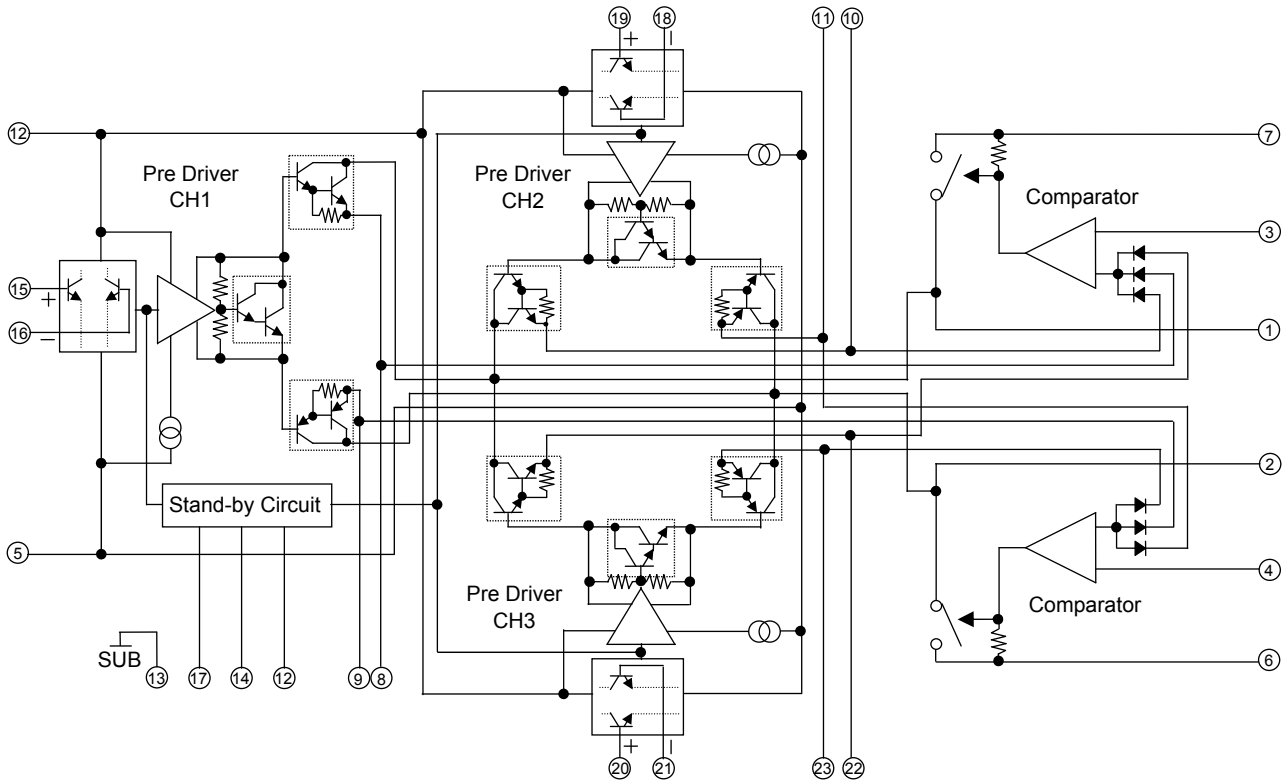 19 18 11 10
+ −
12
7
Pre Driver
CH1
Pre Driver
CH2
Comparator
3
15
+
16
−
1
2
Stand-by Circuit
5
4
Pre Driver
CH3
Comparator
SUB
13 17 14 12 9 8
6
+ −
20 21 23 22